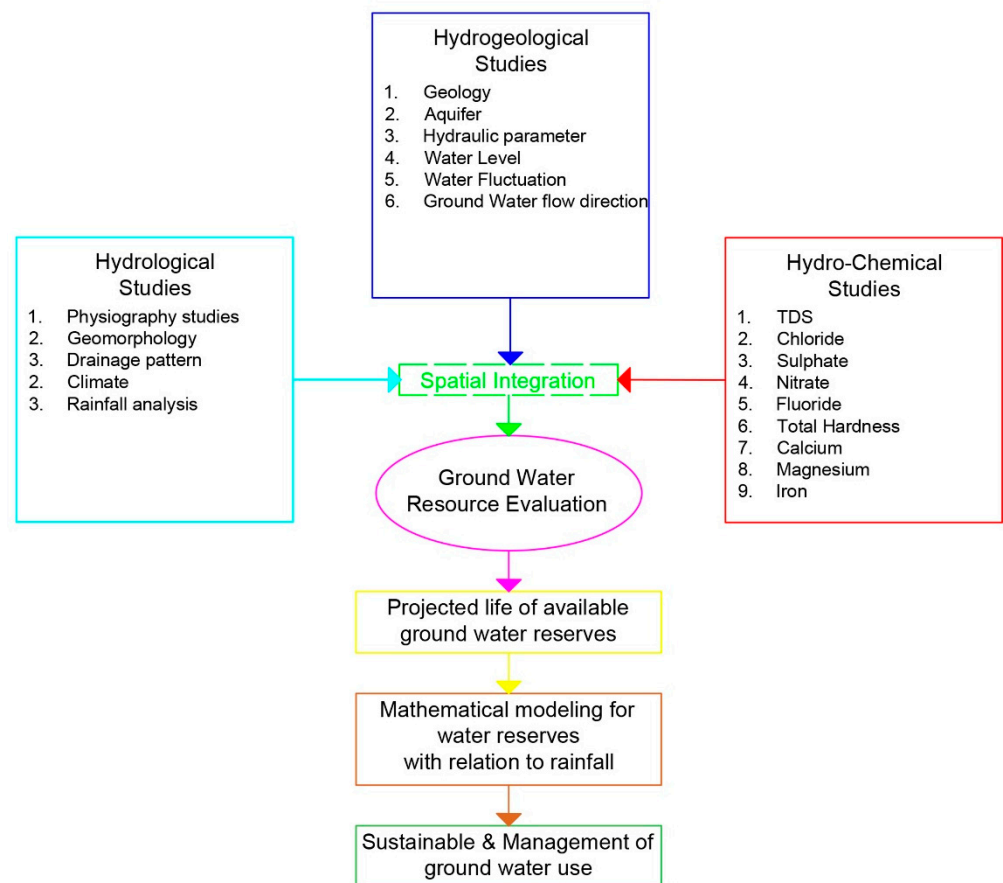 Hydrogeological
Studies
1. Geology
2. Aquifer
3. Hydraulic parameter
4. Water Level
5. Water Fluctuation
6. Ground Water flow direction
Hydrological
Studies
1. Physiography studies
2. Geomorphology
3. Drainage pattern
2. Climate
3. Rainfall analysis
Hydro-Chemical
Studies
1. TDS
2. Chloride
3. Sulphate
4. Nitrate
5. Fluoride
6. Total Hardness
7. Calcium
8. Magnesium
9. Iron
Spatial Integration
Ground Water
Resource Evaluation
Projected life of available
ground water reserves
Mathematical modeling for
water reserves
with relation to rainfall
Sustainable & Management of
ground water use